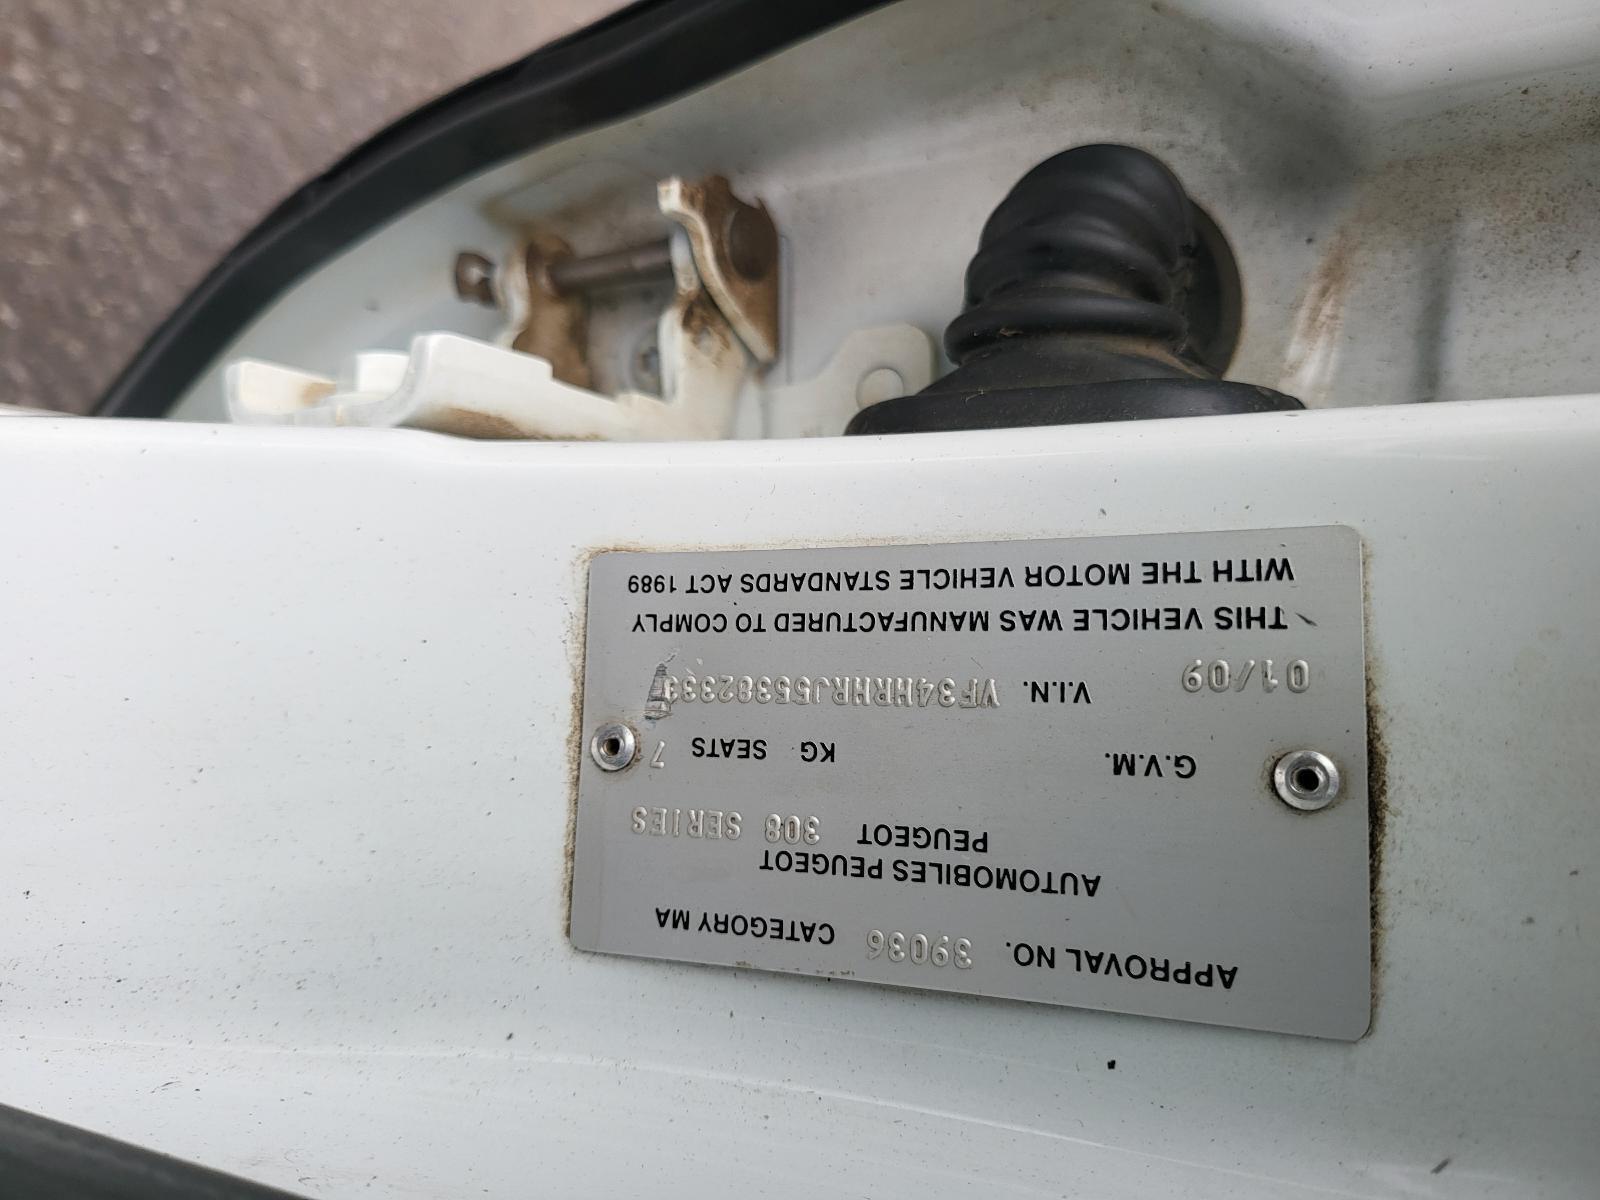 APPROVAL NO. 39036 CATEGORY MA
AUTOMOBILES PEUGEOT
PEUGEOT 308 SERIES
G.V.M. KG SEATS 7
01/09 V.I.N. VF34HRHRJ55382333
THIS VEHICLE WAS MANUFACTURED TO COMPLY
WITH THE MOTOR VEHICLE STANDARDS ACT 1989